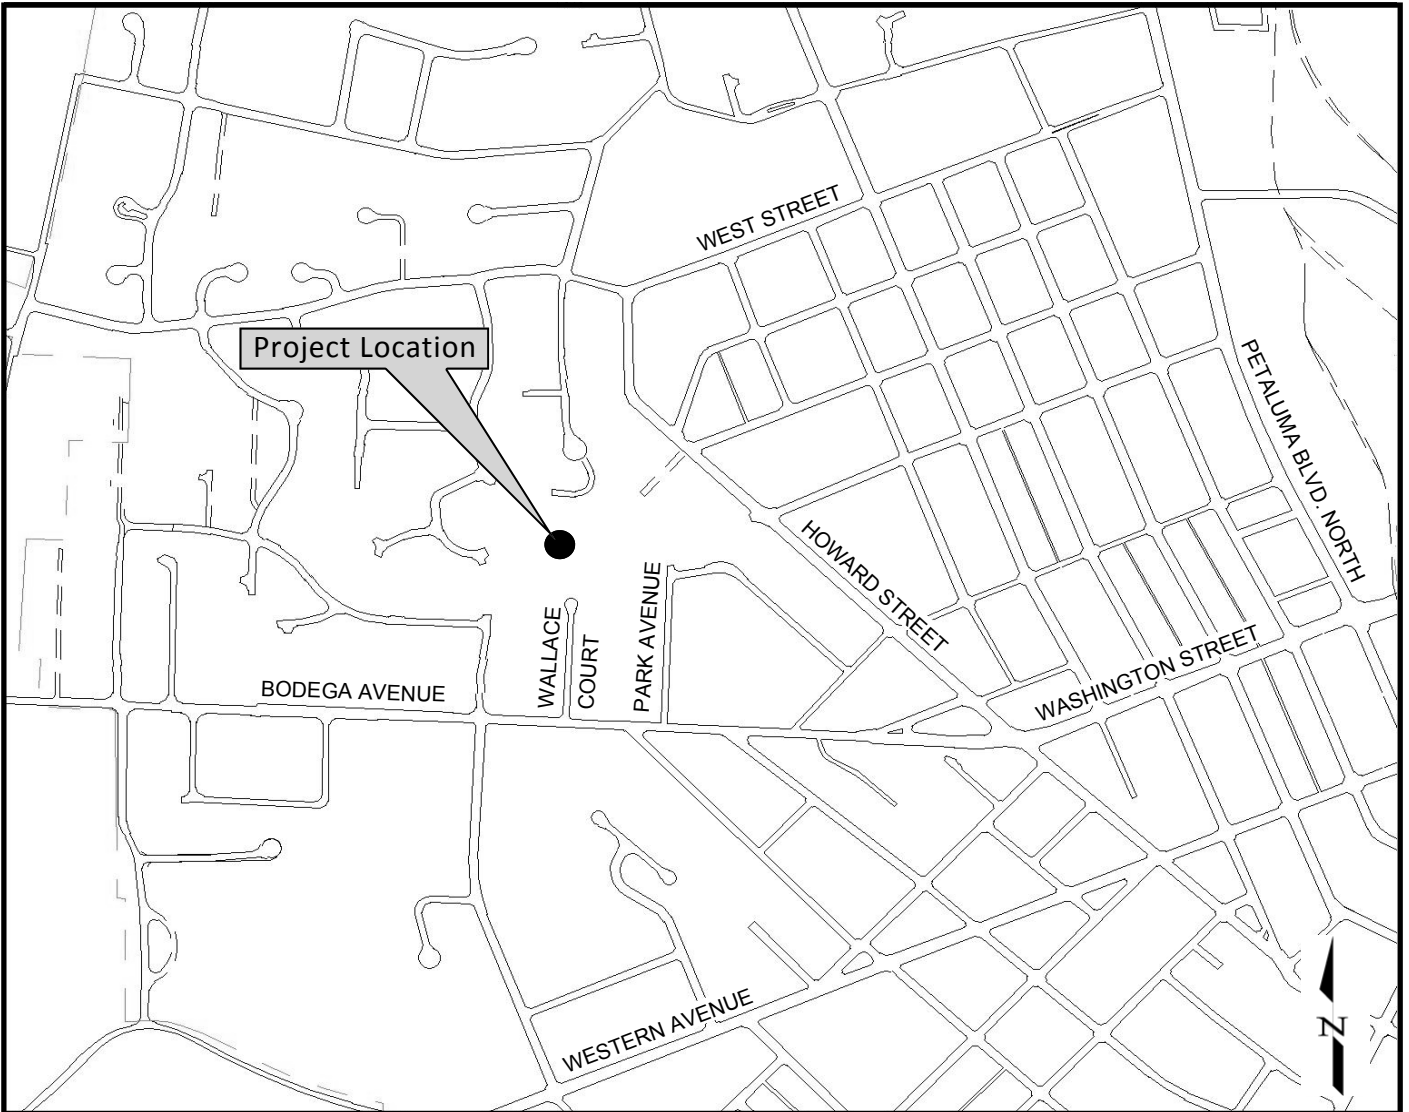 WEST STREET
Project Location
PETALUMA BLVD. NORTH
HOWARD STREET
WALLACE
COURT
PARK AVENUE
WASHINGTON STREET
BODEGA AVENUE
WESTERN AVENUE
N